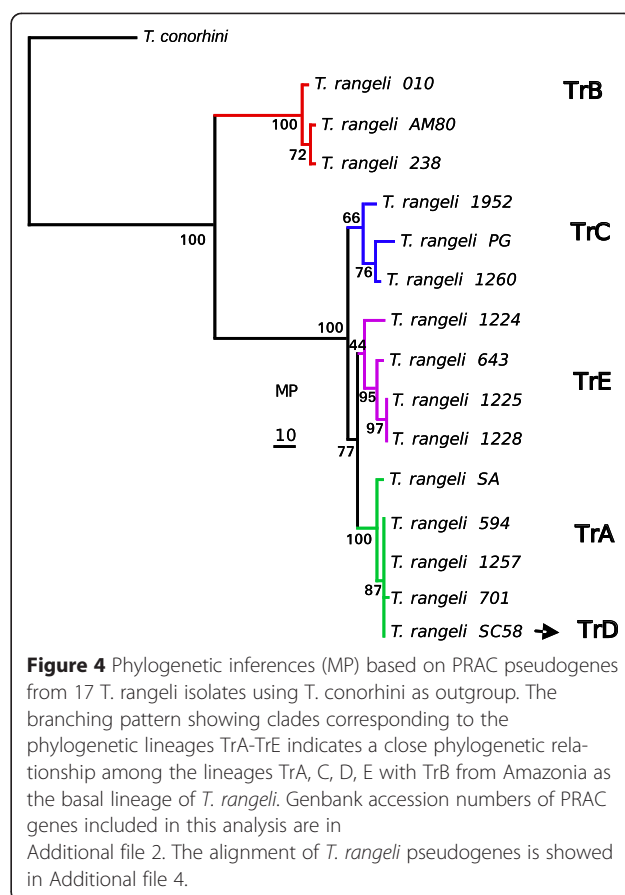 T. conorhini
T. rangeli 010
TrB
100
T. rangeli AM80
72
T. rangeli 238
T. rangeli 1952
66
TrC
100
T. rangeli PG
76
T. rangeli 1260
T. rangeli 1224
100
44
T. rangeli 643
TrE
MP
95
T. rangeli 1225
10
97
T. rangeli 1228
77
T. rangeli SA
T. rangeli 594
TrA
100
T. rangeli 1257
87
T. rangeli 701
T. rangeli SC58
TrD
Figure 4 Phylogenetic inferences (MP) based on PRAC pseudogenes
from 17 T. rangeli isolates using T. conorhini as outgroup. The
branching pattern showing clades corresponding to the
phylogenetic lineages TrA-TrE indicates a close phylogenetic rela-
tionship among the lineages TrA, C, D, E with TrB from Amazonia as
the basal lineage of T. rangeli. Genbank accession numbers of PRAC
genes included in this analysis are in
Additional file 2. The alignment of T. rangeli pseudogenes is showed
in Additional file 4.